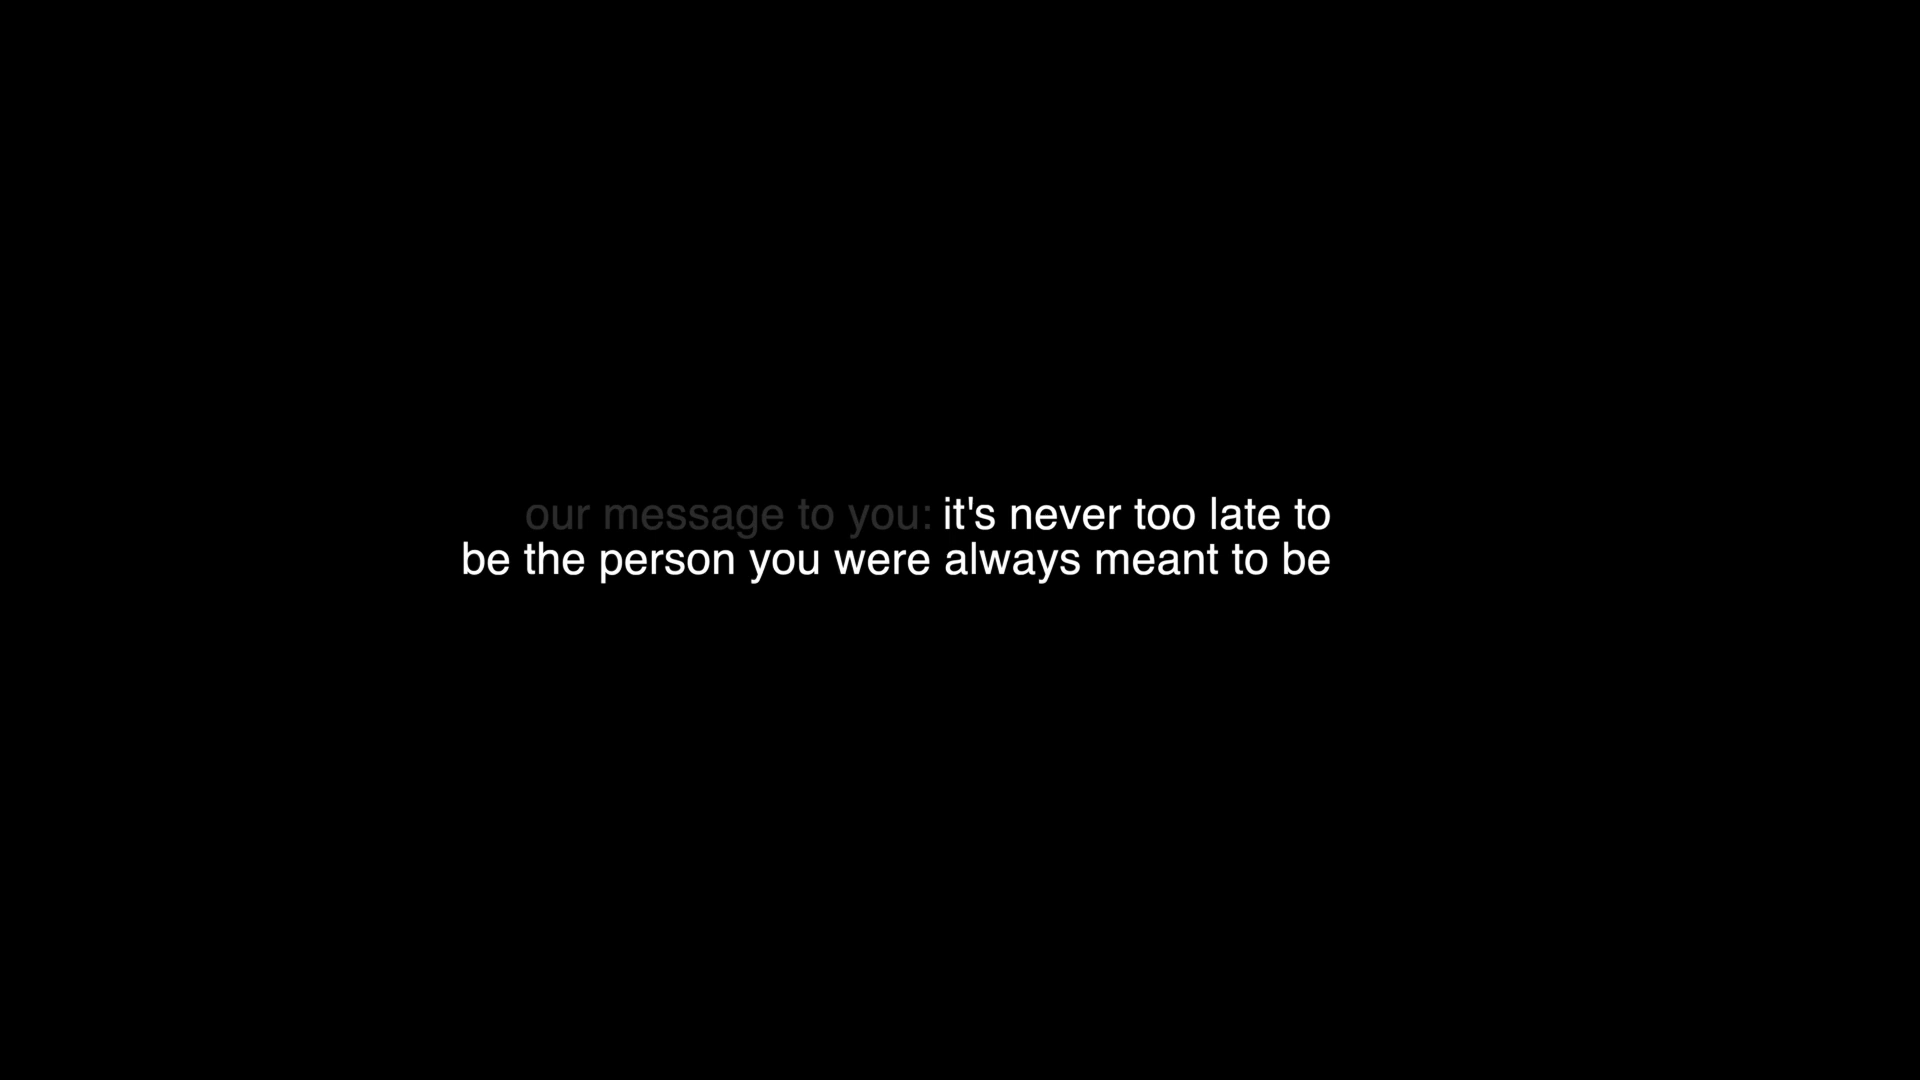 our message to you: it's never too late to
be the person you were always meant to be